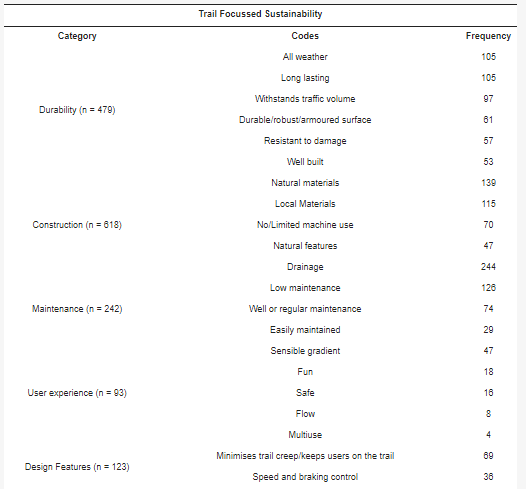 Trail Focussed Sustainability
Category Codes Frequency
All weather 105
Long lasting 105
Withstands traffic volume 97
Durability (n = 479)
Durable/robust/armoured surface 61
Resistant to damage 57
Well built 53
Natural materials 139
Local Materials 115
Construction (n = 618) No/Limited machine use 70
Natural features 47
Drainage 244
Low maintenance 126
Maintenance (n = 242) Well or regular maintenance 74
Easily maintained 29
Sensible gradient 47
Fun 18
User experience (n = 93) Safe 16
Flow 8
Multiuse 4
Minimises trail creep/keeps users on the trail 69
Design Features (n = 123)
Speed and braking control 36